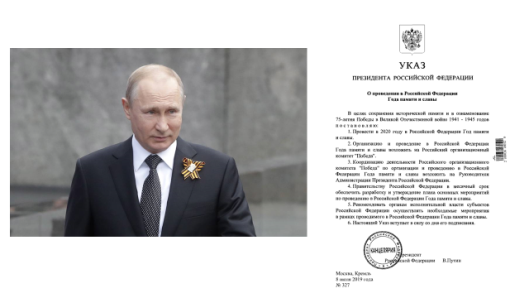 УКАЗ
ПРЕЗИДЕНТА РОССИЙСКОЙ ФЕДЕРАЦИИ
О проведении в Российской Федерации
Года памяти и славы
В целях сохранения исторической памяти и в ознаменование
75-летия Победы в Великой Отечественной войне 1941 - 1945 годов
постановляю:
1. Провести в 2020 году в Российской Федерации Год памяти
и славы.
2. Организацию и проведение в Российской Федерации
Года памяти и славы возложить на Российский организационный
комитет "Победа".
3. Координацию деятельности Российского организационного
комитета "Победа" по организации и проведению в Российской
Федерации Года памяти и славы возложить на Руководителя
Администрации Президента Российской Федерации.
4. Правительству Российской Федерации в месячный срок
обеспечить разработку и утверждение плана основных мероприятий
по проведению в Российской Федерации Года памяти и славы.
5. Рекомендовать органам исполнительной власти субъектов
Российской Федерации осуществлять необходимые мероприятия
в рамках проводимого в Российской Федерации Года памяти и славы.
6. Настоящий Указ вступает в силу со дня его подписания.
Президент
Российской Федерации В.Путин
КАНЦЕЛЯРИЯ
Москва, Кремль
8 июля 2019 года
№ 327